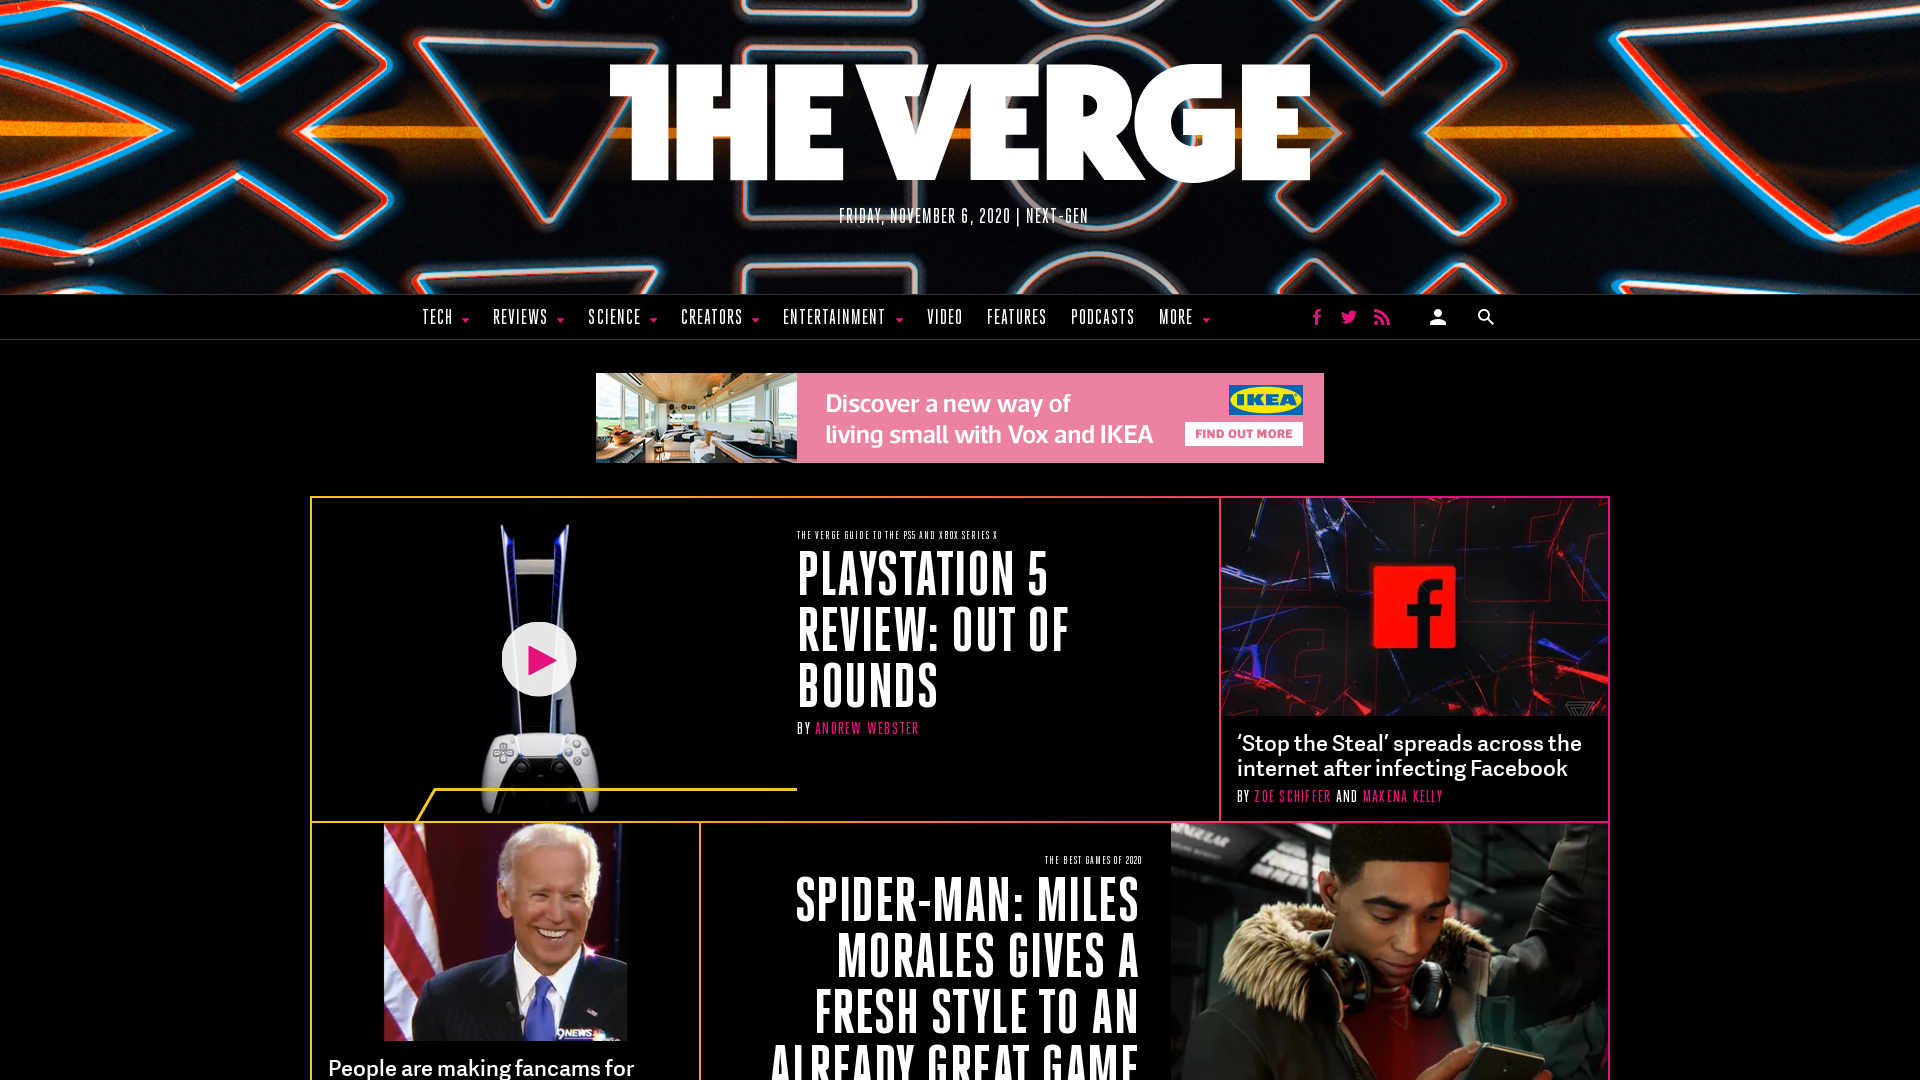 THE VERGE
FRIDAY, NOVEMBER 6, 2020 | NEXT-GEN
TECH REVIEWS SCIENCE CREATORS ENTERTAINMENT VIDEO FEATURES PODCASTS MORE
Discover a new way of
living small with Vox and IKEA
IKEA
FIND OUT MORE
THE VERGE GUIDE TO THE PS5 AND XBOX SERIES X
PLAYSTATION 5
REVIEW: OUT OF
BOUNDS
BY ANDREW WEBSTER
‘Stop the Steal’ spreads across the
internet after infecting Facebook
BY ZOE SCHIFFER AND MAKENA KELLY
9NEWS
People are making fancams for
THE BEST GAMES OF 2020
SPIDER-MAN: MILES
MORALES GIVES A
FRESH STYLE TO AN
ALREADY GREAT GAME